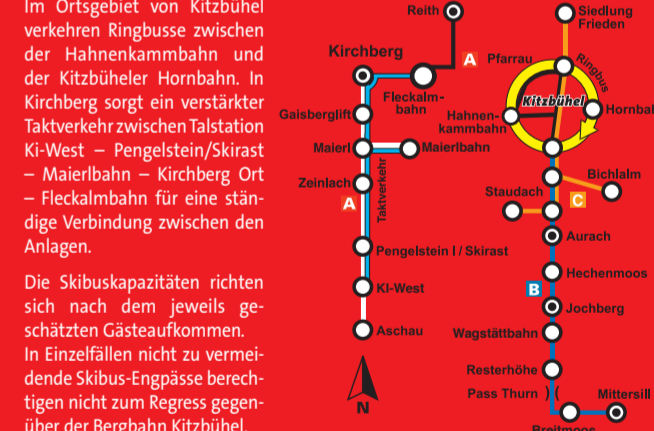 Im Ortsgebiet von Kitzbühel
verkehren Ringbusse zwischen
der Hahnenkammbahn und
der Kitzbüheler Hornbahn. In
Kirchberg sorgt ein verstärkter
Taktverkehr zwischen Talstation
Ki-West – Pengelstein/Skirast
– Maierlbahn – Kirchberg Ort
– Fleckalmbahn für eine stän-
dige Verbindung zwischen den
Anlagen.
Die Skibuskapazitäten richten
sich nach dem jeweils ge-
schätzten Gästeaufkommen.
In Einzelfällen nicht zu vermei-
dende Skibus-Engpässe berech-
tigen nicht zum Regress gegen-
über der Bergbahn Kitzbühel.
Reith
Kirchberg
A
Fleckalm-
bahn
Gaisberglift
Maierl
Maierlbahn
Zeinlach
A
Taktverkehr
Pengelstein I / Skirast
KI-West
Aschau
N
Siedlung
Frieden
Pfarrau
Ringbus
Kitzbühel
Hahnen-
kammbahn
Hornbal
Bichlalm
Staudach
C
Aurach
Hechenmoos
B
Jochberg
Wagstättbahn
Resterhöhe
Pass Thurn )(
Mittersill
Breitmoos